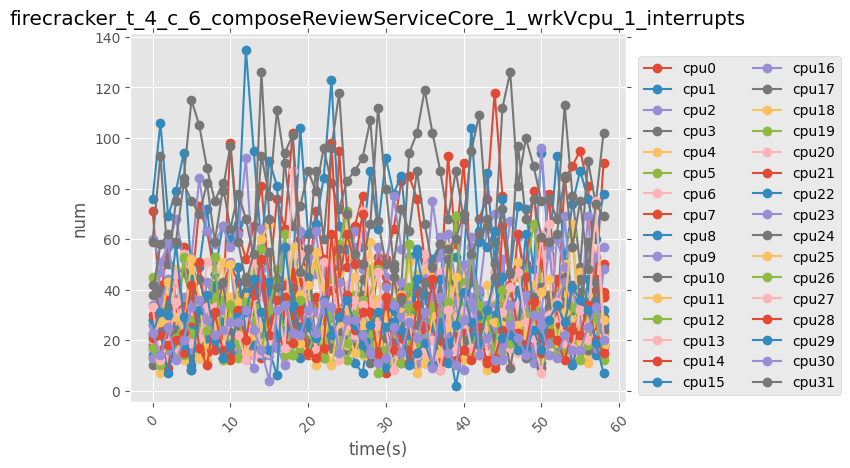 firecracker_t_4_c_6_composeReviewServiceCore_1_wrkVcpu_1_interrupts
140
120
100
80
60
40
20
0
num
0
10
20
30
40
50
60
time(s)
cpu0
cpu1
cpu2
cpu3
cpu4
cpu5
cpu6
cpu7
cpu8
cpu9
cpu10
cpu11
cpu12
cpu13
cpu14
cpu15
cpu16
cpu17
cpu18
cpu19
cpu20
cpu21
cpu22
cpu23
cpu24
cpu25
cpu26
cpu27
cpu28
cpu29
cpu30
cpu31